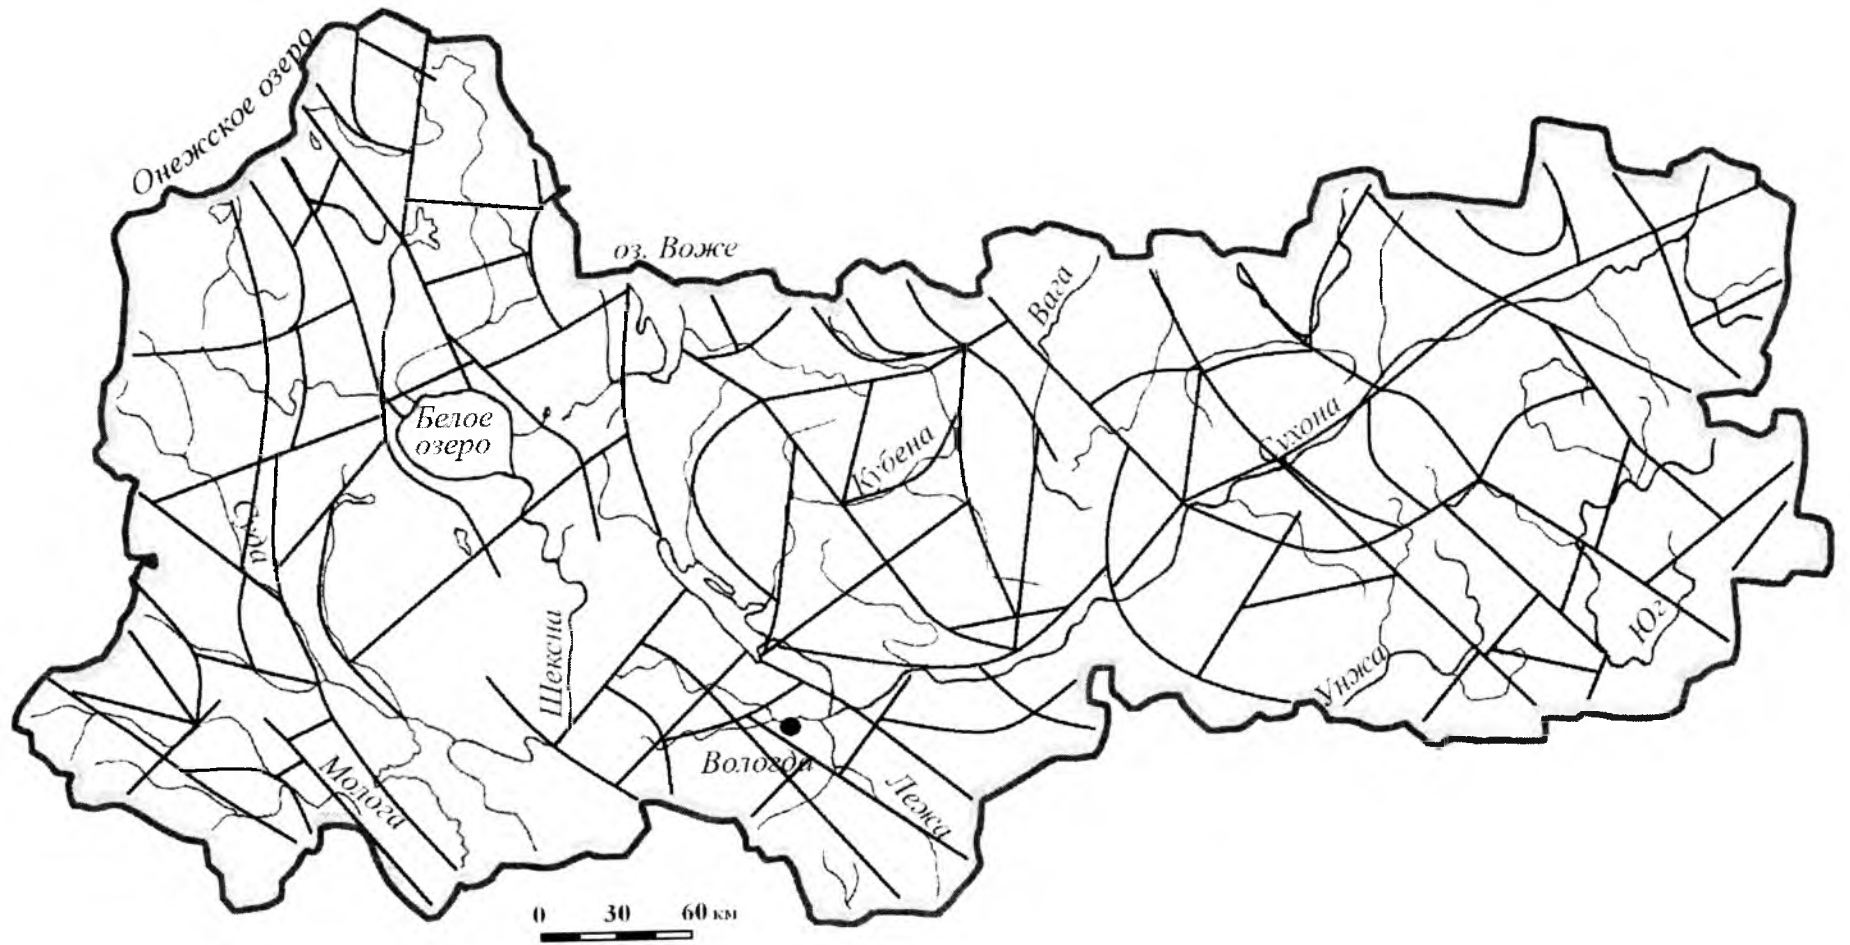 Онежское озеро
оз. Воже
Вага
Белое
озеро
Кубена
Сухона
Суда
Шексна
Юг
Унжа
Вологда
Молога
Лежа
0 30 60 км